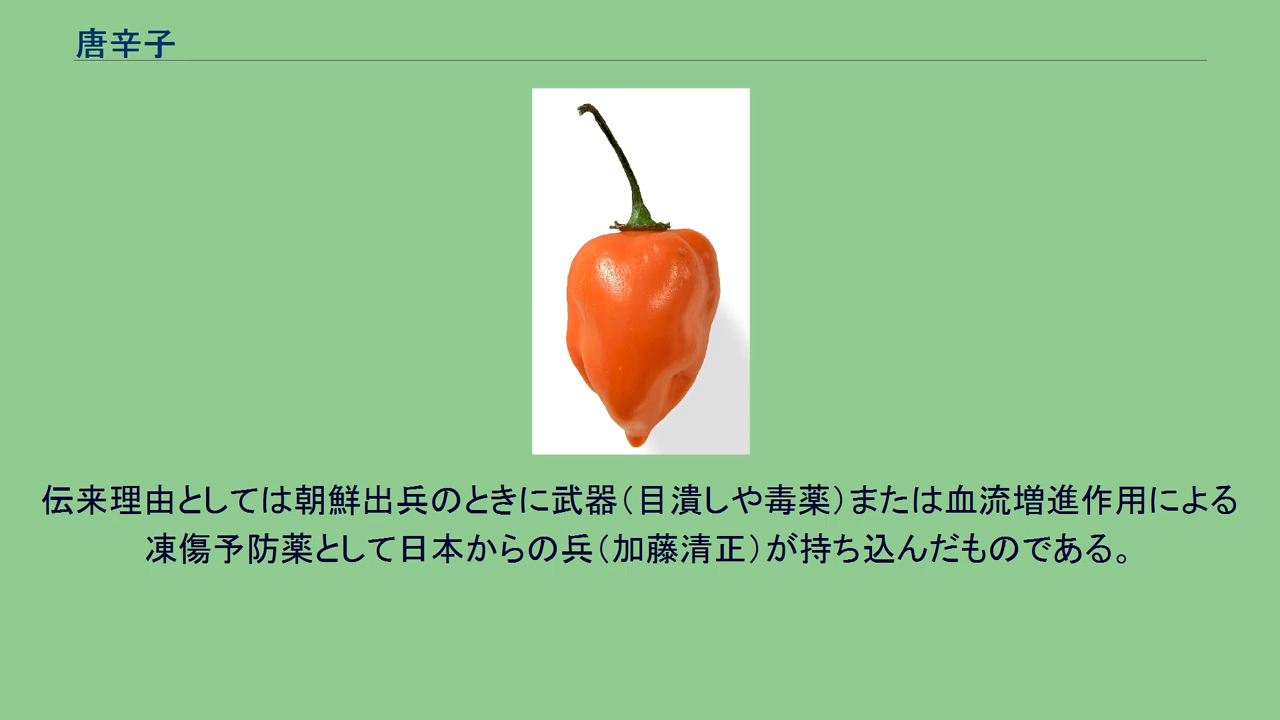 唐辛子
伝来理由としては朝鮮出兵のときに武器（目潰しや毒薬）または血流増進作用による
凍傷予防薬として日本からの兵（加藤清正）が持ち込んだものである。